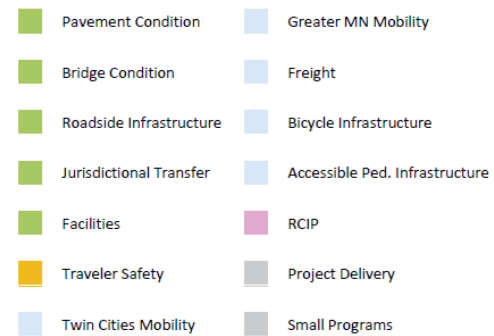 Pavement Condition
Bridge Condition
Roadside Infrastructure
Jurisdictional Transfer
Facilities
Traveler Safety
Twin Cities Mobility
Greater MN Mobility
Freight
Bicycle Infrastructure
Accessible Ped. Infrastructure
RCIP
Project Delivery
Small Programs